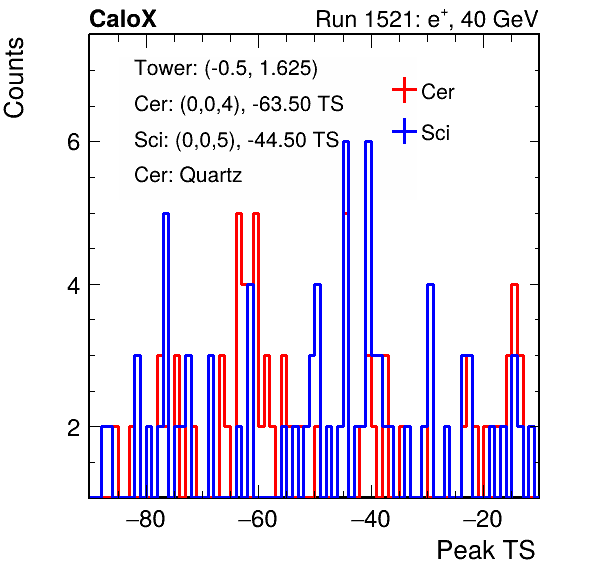 CaloX Run 1521: e+, 40 GeV
Counts
Tower: (-0.5, 1.625)
Cer: (0,0,4), -63.50 TS
Sci: (0,0,5), -44.50 TS
Cer: Quartz
Cer
Sci
6
4
2
−80 −60 −40 −20
Peak TS